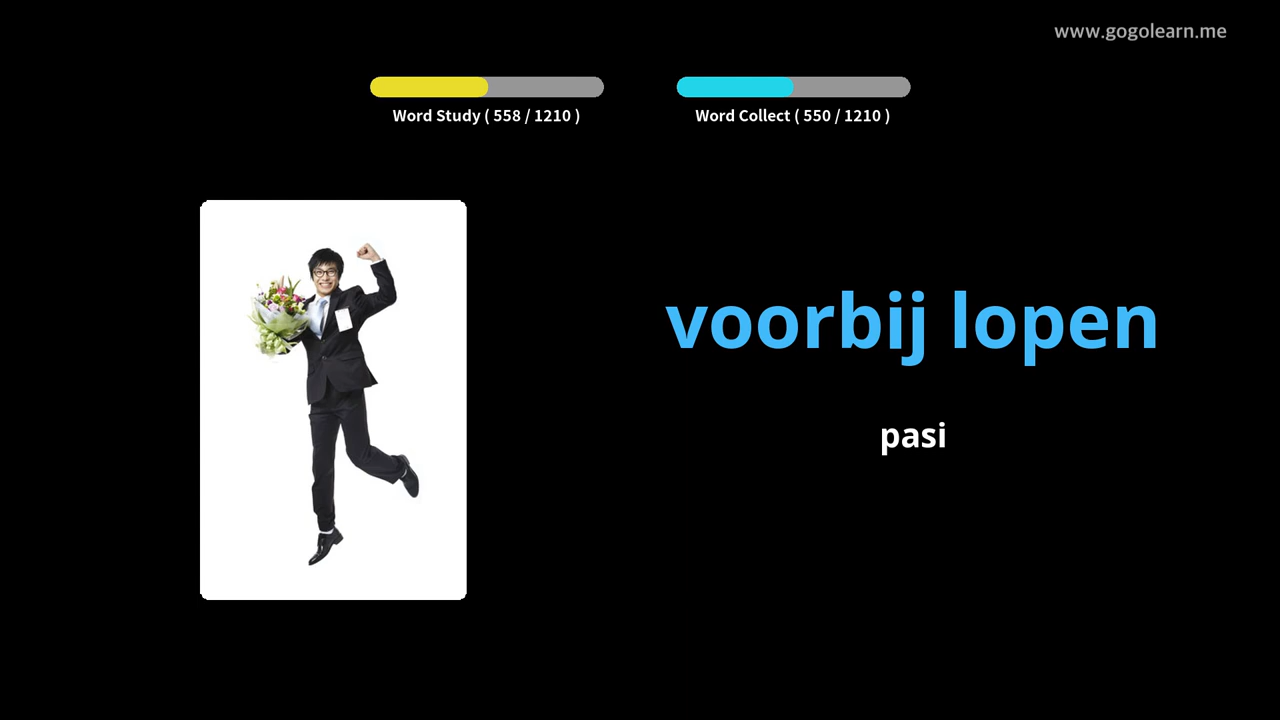 www.gogolearn.me
Word Study ( 558 / 1210 )
Word Collect ( 550 / 1210 )
voorbij lopen
pasi